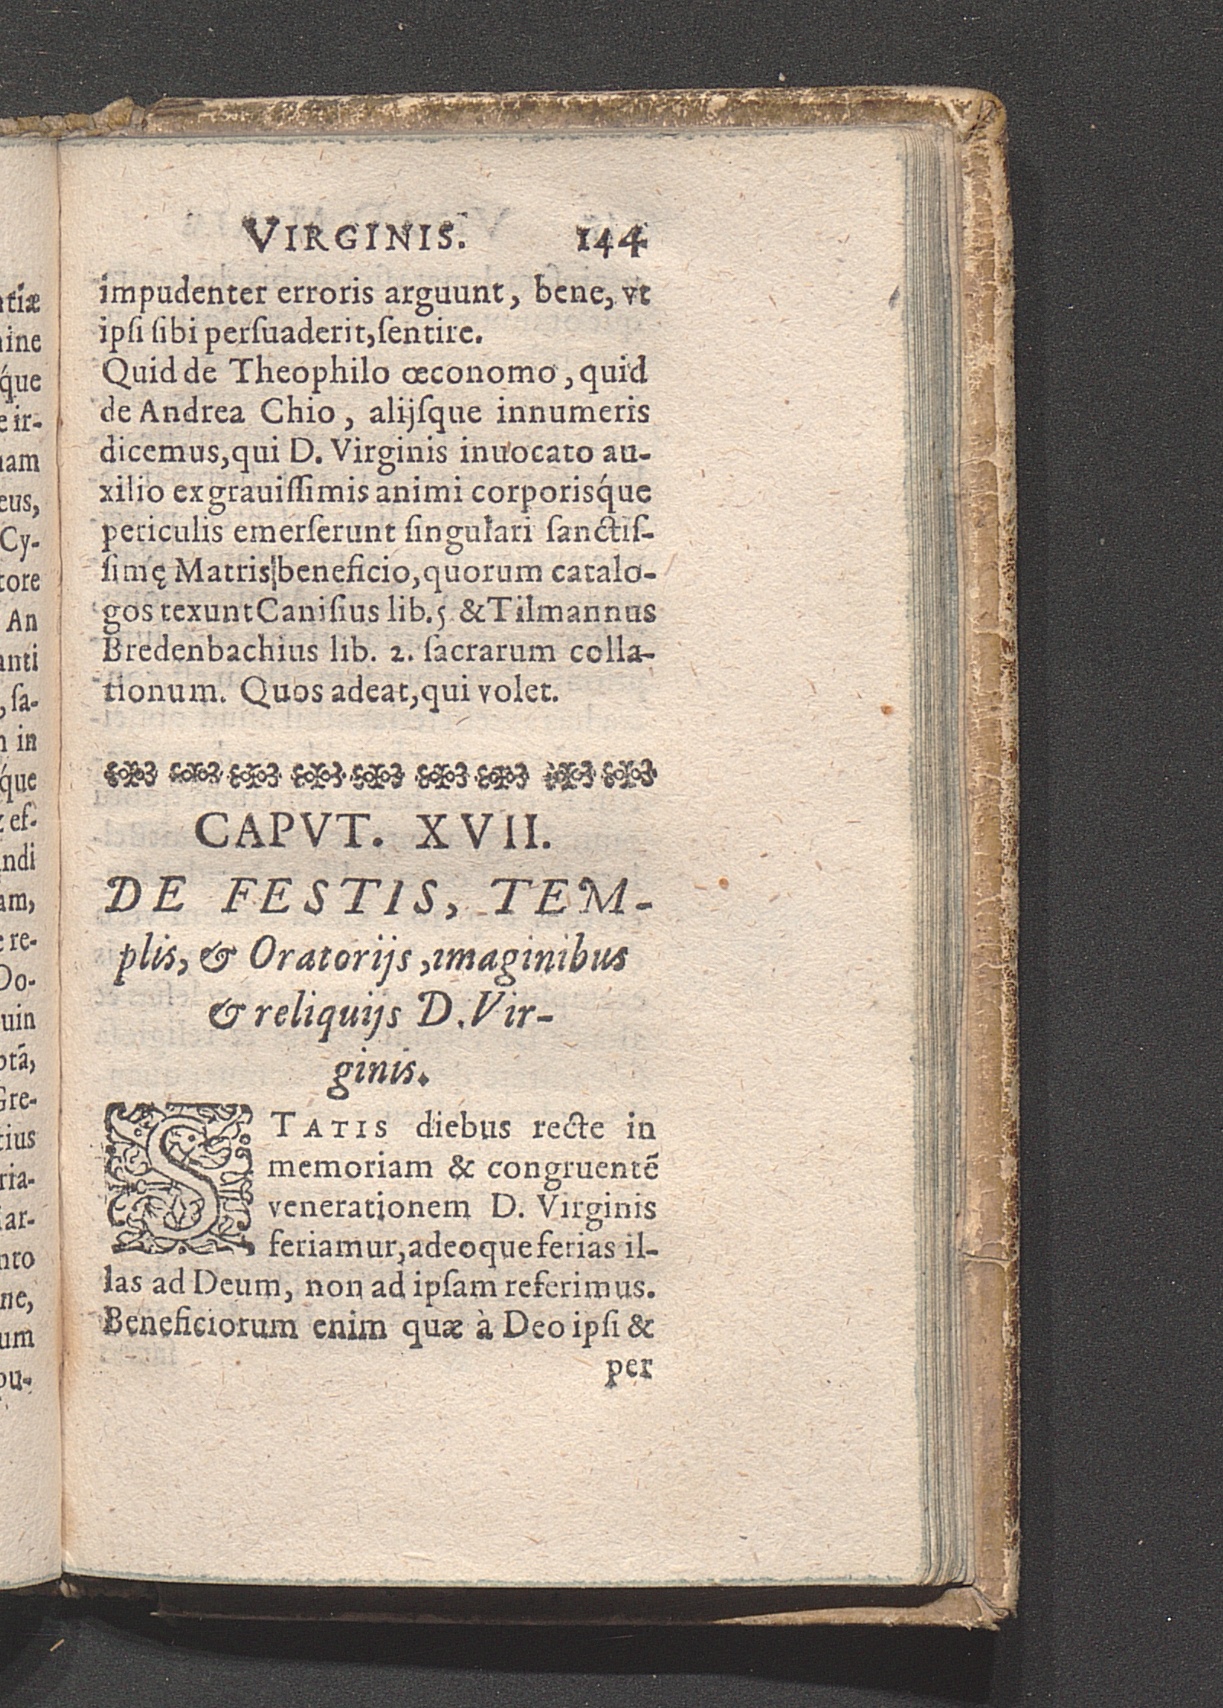 VIRGINIS. 144
impudenter erroris arguunt, bene, vt
ipſi ſibi perſuaderit, ſentire.
Quid de Theophilo œconomo, quid
de Andrea Chio, alijſque innumeris
dicemus, qui D. Virginis inuocato au-
xilio ex grauiſſimis animi corporisq́ue
periculis emerſerunt ſingulari ſanctiſ-
ſimę Matris beneficio, quorum catalo-
gos texunt Caniſius lib. 5 & Tilmannus
Bredenbachius lib. 2. ſacrarum colla-
tionum. Quos adeat, qui volet.
CAPVT. XVII.
DE FESTIS, TEM-
plis, & Oratorijs, imaginibus
& reliquijs D. Vir-
ginis.
STATIS diebus recte in
memoriam & congruentē
venerationem D. Virginis
feriamur, adeoque ferias il-
las ad Deum, non ad ipſam referimus.
Beneficiorum enim quæ à Deo ipſi &
per